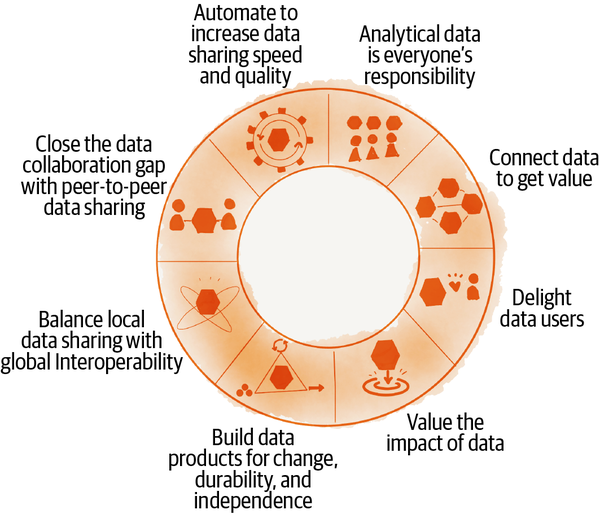 Automate to
increase data
sharing speed
and quality
Analytical data
is everyone's
responsibility
Connect data
to get value
Delight
data users
Value the
impact of data
Build data
products for change,
durability, and
independence
Balance local
data sharing with
global Interoperability
Close the data
collaboration gap
with peer-to-peer
data sharing